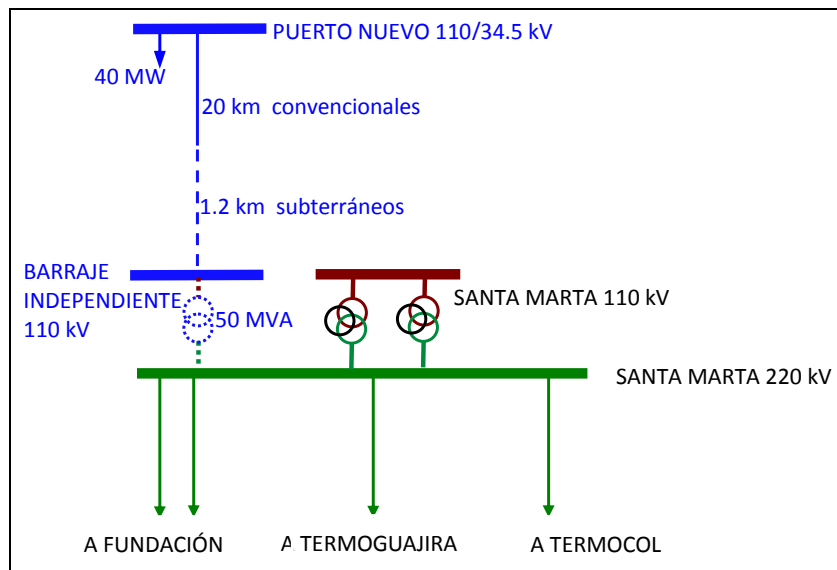 PUERTO NUEVO 110/34.5 kV
40 MW
20 km convencionales
1.2 km subterráneos
BARRAJE
INDEPENDIENTE
110 kV
50 MVA
SANTA MARTA 110 kV
SANTA MARTA 220 kV
A FUNDACIÓN
A TERMOGUAJIRA
A TERMOCOL